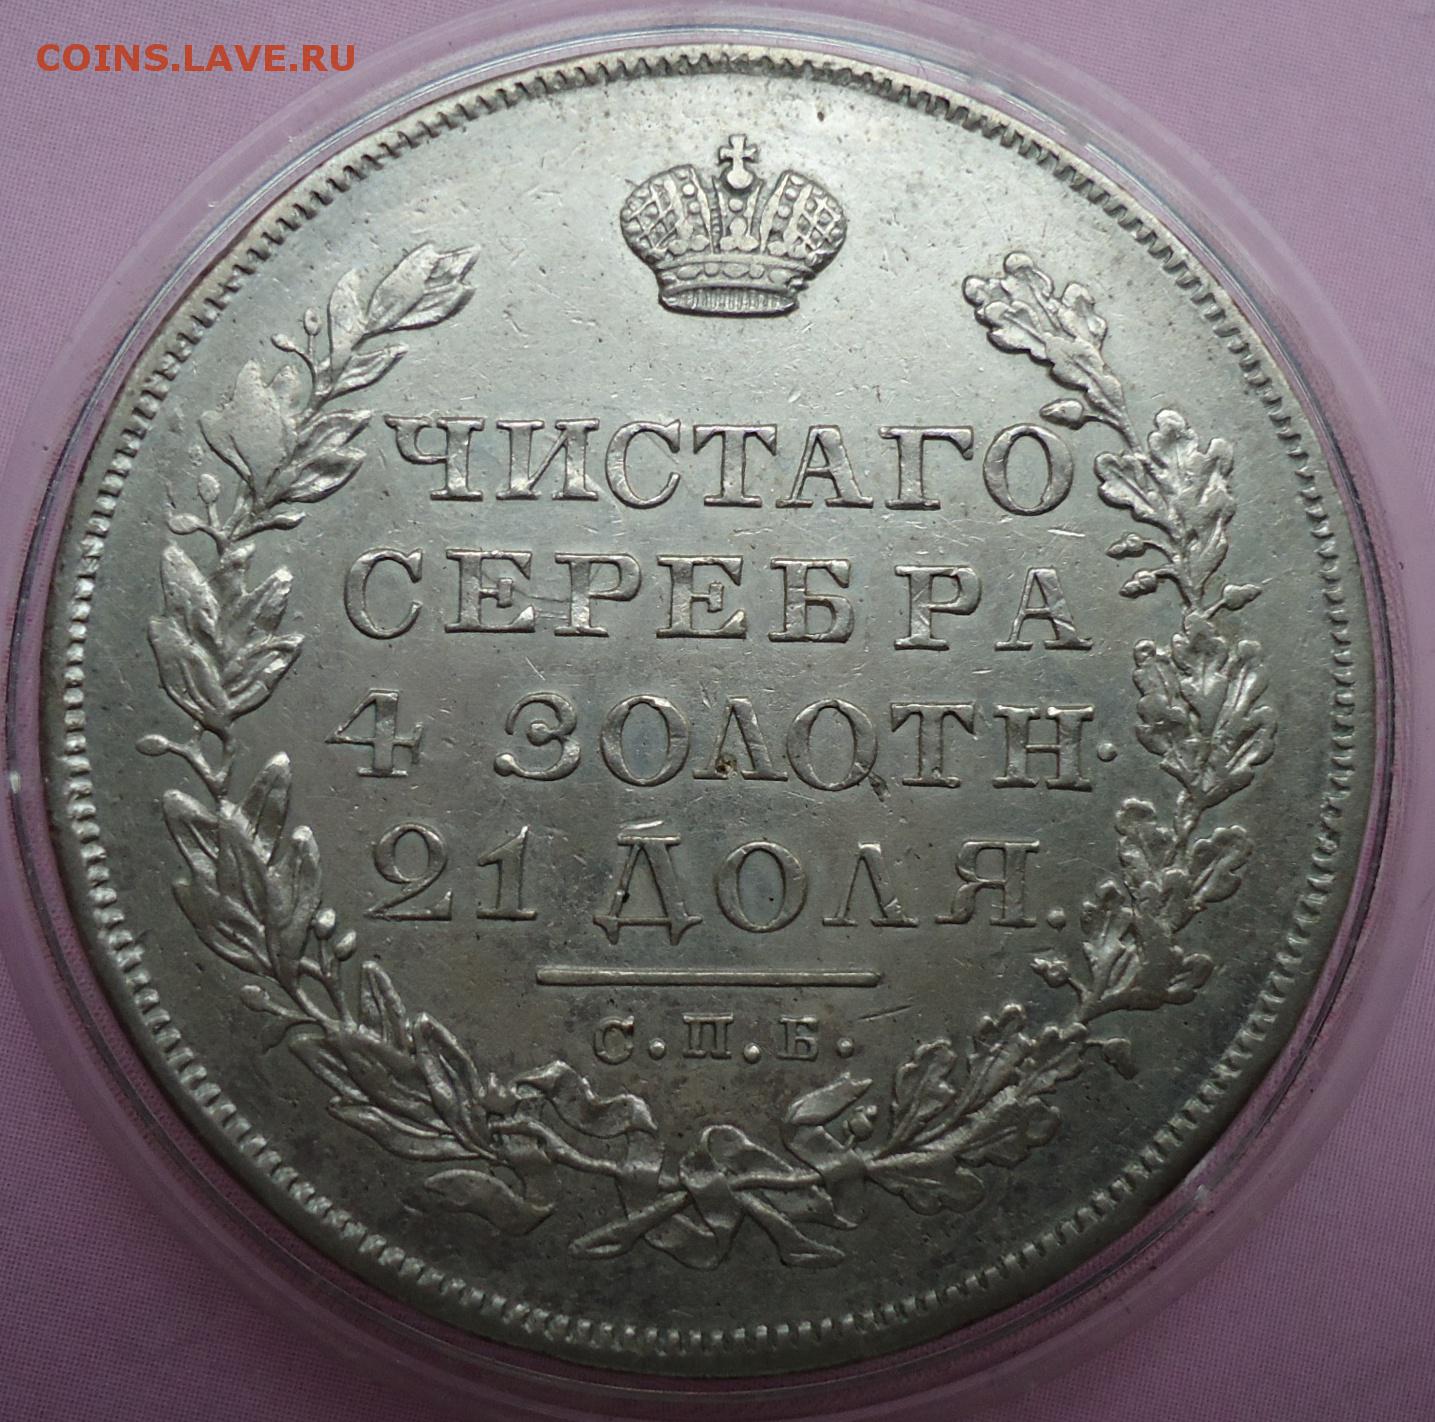 COINS.LAVE.RU
ЧИСТАГО
СЕРЕБРА
4 ЗОЛОТН.
21 ДОЛЯ.
С.П.Б.